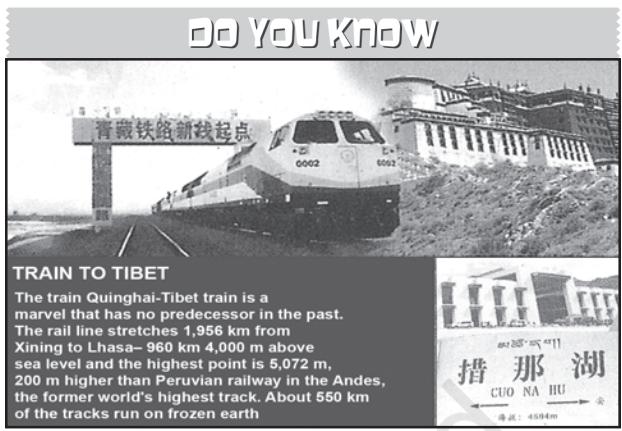 DO YOU KNOW
青藏铁路新线起点
0002
0002
TRAIN TO TIBET
The train Quinghai-Tibet train is a
marvel that has no predecessor in the past.
The rail line stretches 1,956 km from
Xining to Lhasa– 960 km 4,000 m above
sea level and the highest point is 5,072 m,
200 m higher than Peruvian railway in the Andes,
the former world's highest track. About 550 km
of the tracks run on frozen earth
措那湖
CUO NA HU
海拔: 4594m